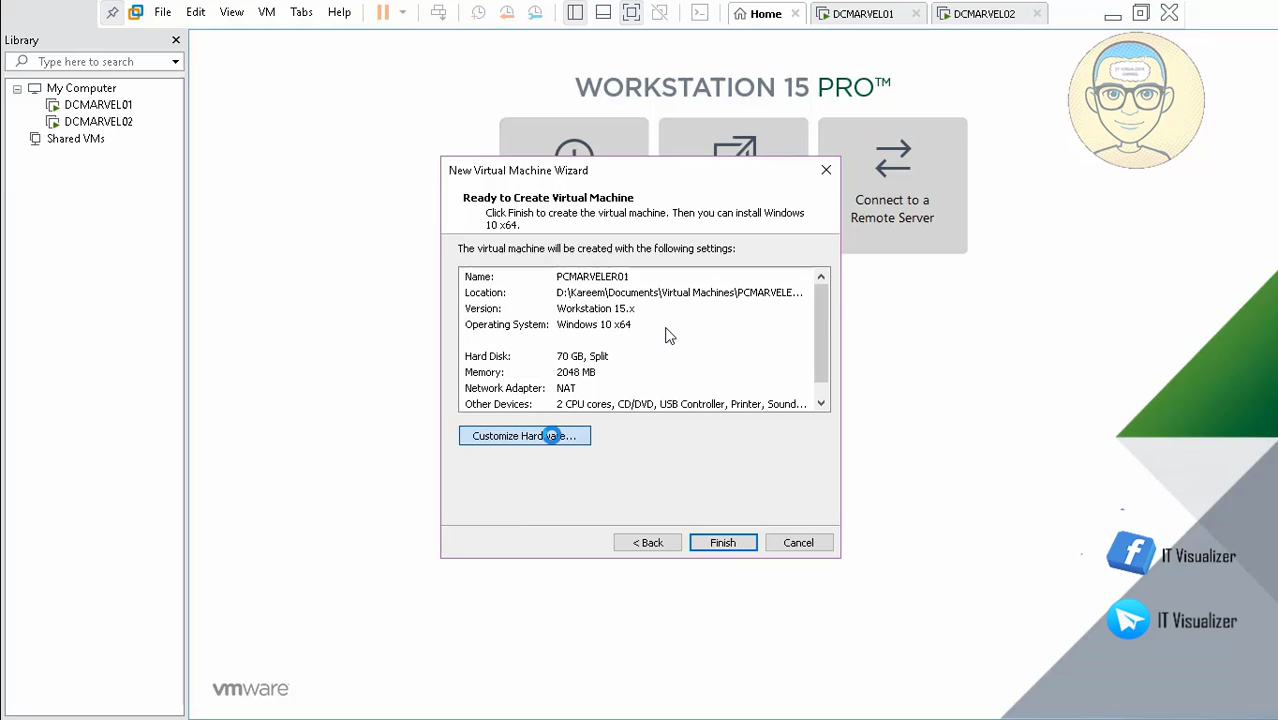 File Edit View VM Tabs Help
Home
DCMARVEL01
DCMARVEL02
Library
Type here to search
My Computer
DCMARVEL01
DCMARVEL02
Shared VMs
WORKSTATION 15 PRO™
IT VISUALIZER
CHANNEL
Connect to a
Remote Server
New Virtual Machine Wizard
Ready to Create Virtual Machine
Click Finish to create the virtual machine. Then you can install Windows
10 x64.
The virtual machine will be created with the following settings:
Name: PCMARVELER01
Location: D:\Kareem\Documents\Virtual Machines\PCMARVELE...
Version: Workstation 15.x
Operating System: Windows 10 x64
Hard Disk: 70 GB, Split
Memory: 2048 MB
Network Adapter: NAT
Other Devices: 2 CPU cores, CD/DVD, USB Controller, Printer, Sound...
Customize Hardware...
< Back
Finish
Cancel
IT Visualizer
IT Visualizer
vmware